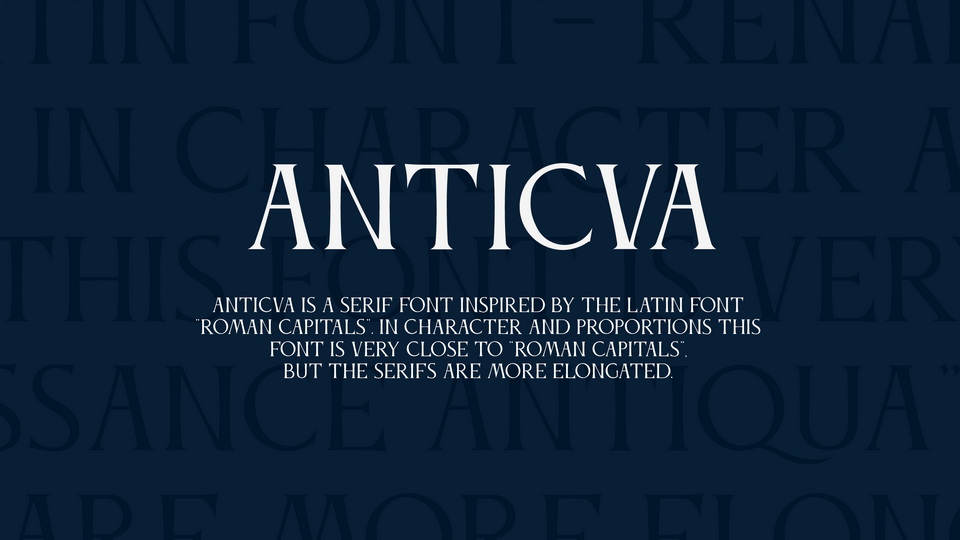 TIN FONT – RENAI
IN CHARACTER A
ANTICVA
THIS FONT IS VERY
ANTICVA IS A SERIF FONT INSPIRED BY THE LATIN FONT
"ROMAN CAPITALS". IN CHARACTER AND PROPORTIONS THIS
FONT IS VERY CLOSE TO "ROMAN CAPITALS".
BUT THE SERIFS ARE MORE ELONGATED.
SSANCE ANTIQUA"
ARE MORE ELONG